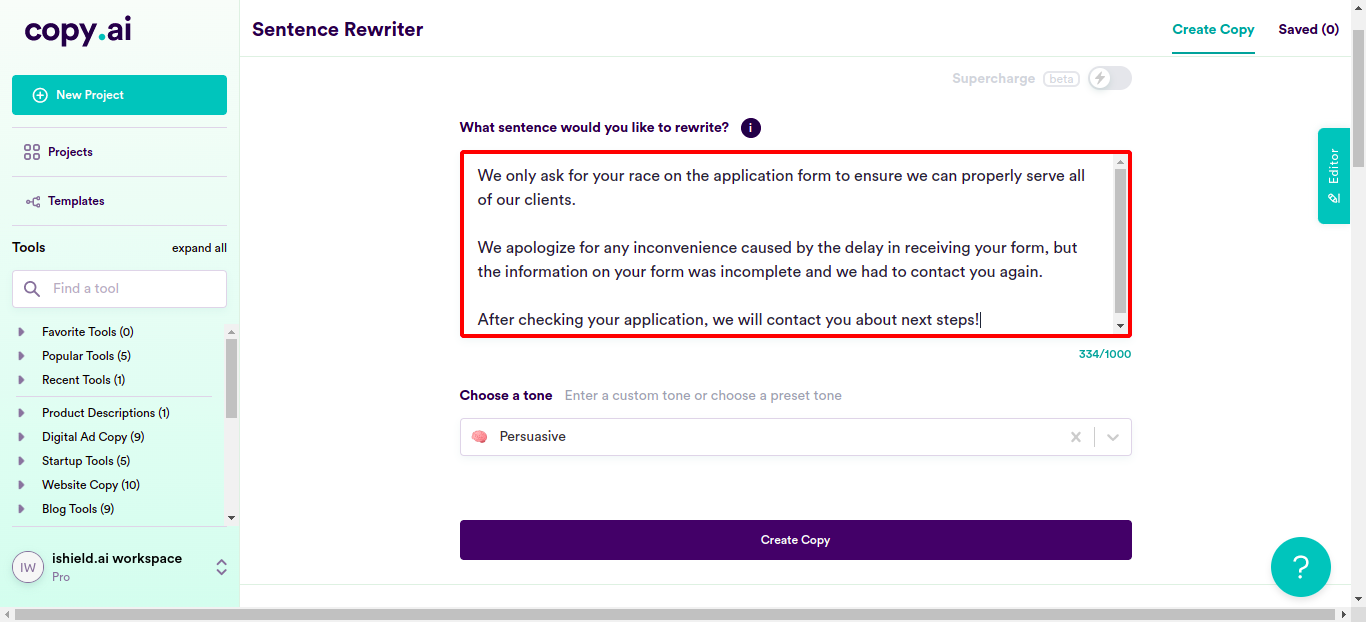 copy.ai
Sentence Rewriter
Create Copy
Saved (0)
New Project
Projects
Templates
Tools
expand all
Find a tool
Favorite Tools (0)
Popular Tools (5)
Recent Tools (1)
Product Descriptions (1)
Digital Ad Copy (9)
Startup Tools (5)
Website Copy (10)
Blog Tools (9)
IW
ishield.ai workspace
Pro
Supercharge
beta
What sentence would you like to rewrite?
i
We only ask for your race on the application form to ensure we can properly serve all
of our clients.
We apologize for any inconvenience caused by the delay in receiving your form, but
the information on your form was incomplete and we had to contact you again.
After checking your application, we will contact you about next steps!
334/1000
Choose a tone
Enter a custom tone or choose a preset tone
Persuasive
Create Copy
Editor
?